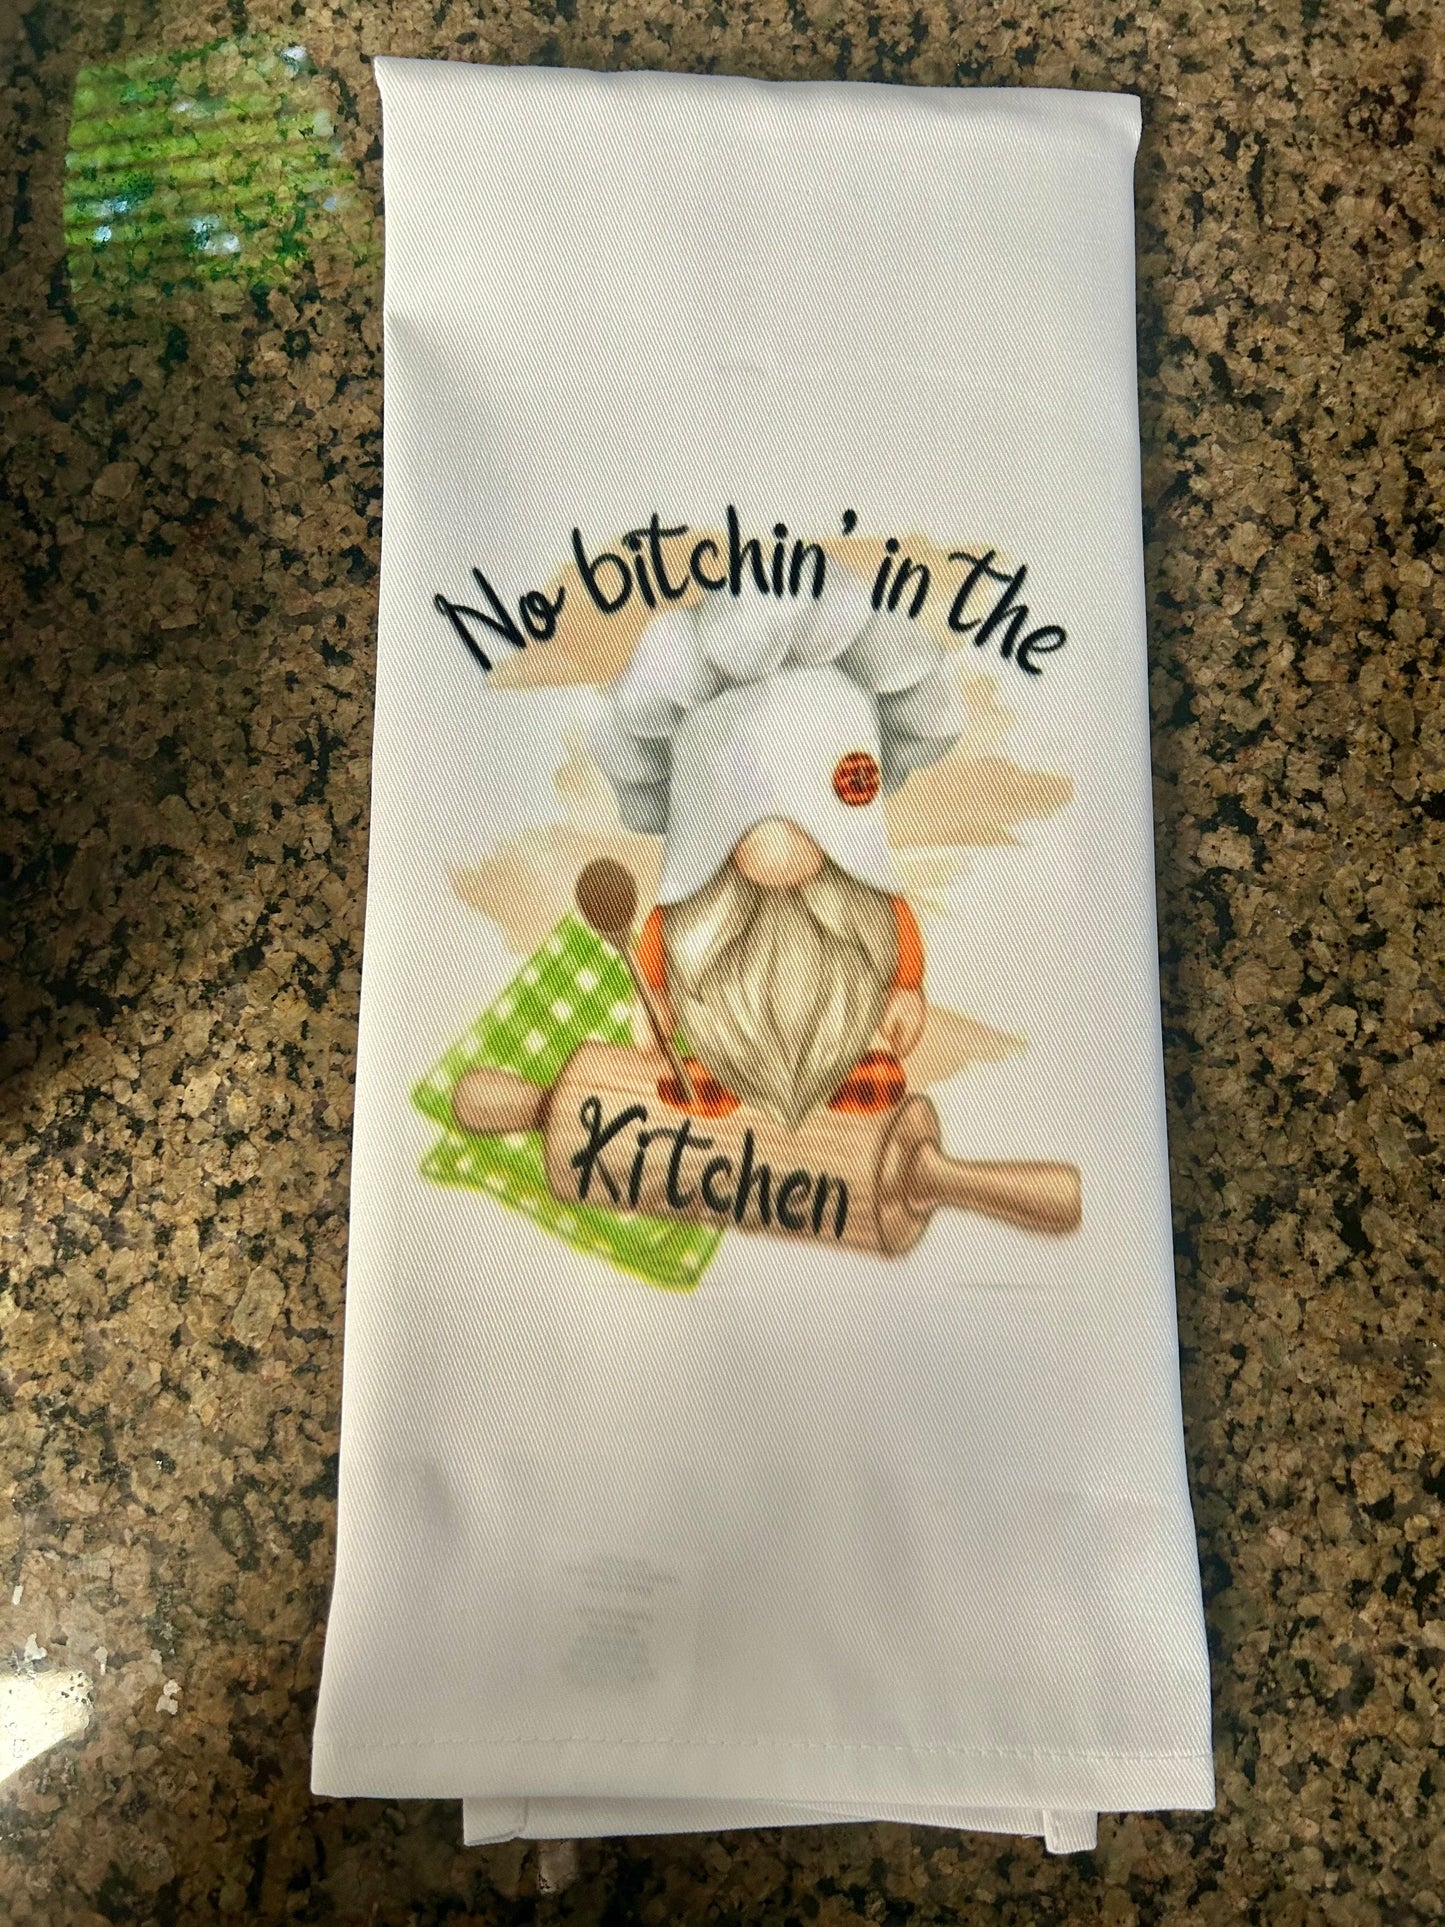 No bitchin' in the
Kitchen